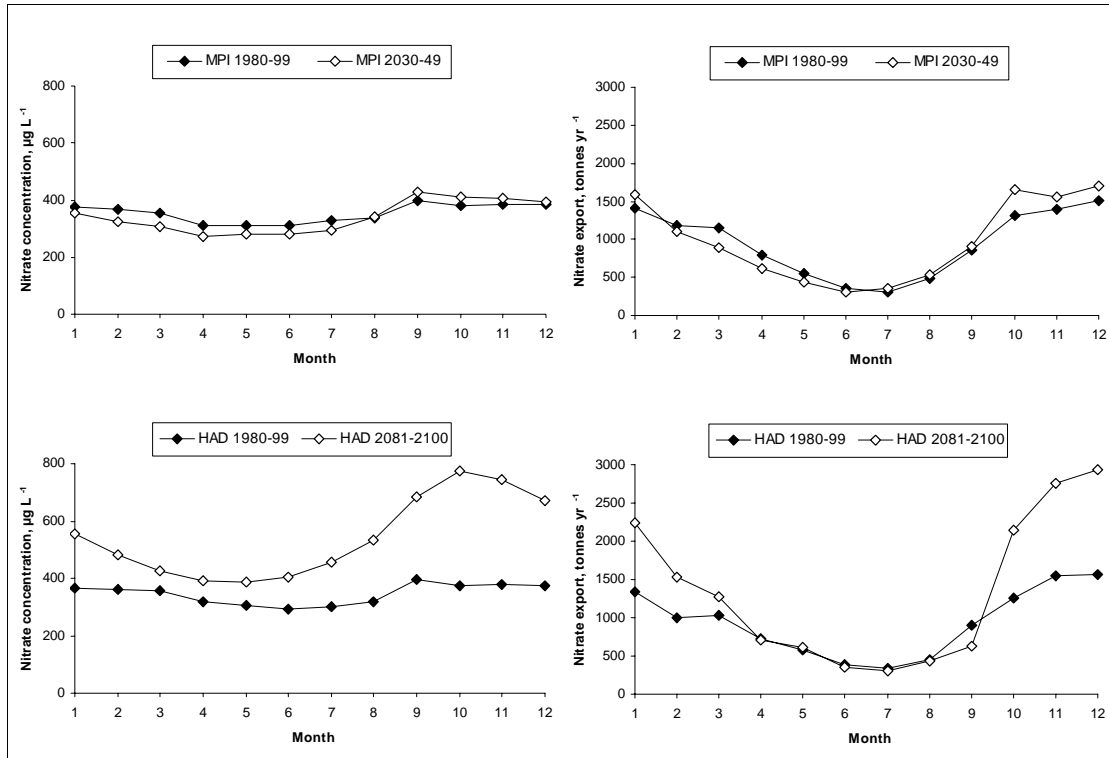 MPI 1980-99 MPI 2030-49
Nitrate concentration, µg L -1
800
600
400
200
0
1 2 3 4 5 6 7 8 9 10 11 12
Month
MPI 1980-99 MPI 2030-49
Nitrate export, tonnes yr -1
3000
2500
2000
1500
1000
500
0
1 2 3 4 5 6 7 8 9 10 11 12
Month
HAD 1980-99 HAD 2081-2100
Nitrate concentration, µg L -1
800
600
400
200
0
1 2 3 4 5 6 7 8 9 10 11 12
Month
HAD 1980-99 HAD 2081-2100
Nitrate export, tonnes yr -1
3000
2500
2000
1500
1000
500
0
1 2 3 4 5 6 7 8 9 10 11 12
Month